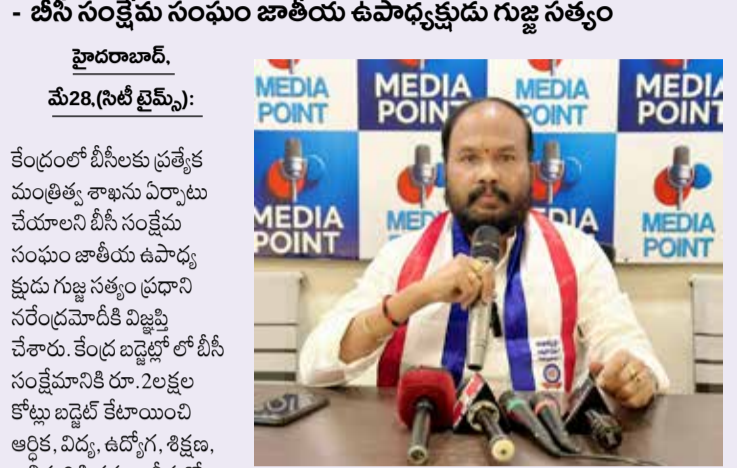 - బీసీ సంక్షేమ సంఘం జాతీయ ఉపాధ్యక్షుడు గుజ్జ సత్యం
హైదరాబాద్,
మే28,(సిటీ టైమ్స్):
కేంద్రంలో బీసీలకు ప్రత్యేక
మంత్రిత్వ శాఖను ఏర్పాటు
చేయాలని బీసీ సంక్షేమ
సంఘం జాతీయ ఉపాధ్య
క్షుడు గుజ్జ సత్యం ప్రధాని
నరేంద్రమోదీకి విజ్ఞప్తి
చేశారు. కేంద్ర బడ్జెట్లో లో బీసీ
సంక్షేమానికి రూ.2లక్షల
కోట్లు బడ్జెట్ కేటాయించి
ఆర్ధిక, విద్య, ఉద్యోగ, శిక్షణ,
MEDIA
POINT
MEDIA
POINT
MEDIA
POINT
MEDIA
POINT
MEDIA
POINT
MEDIA
MEDIA
POINT